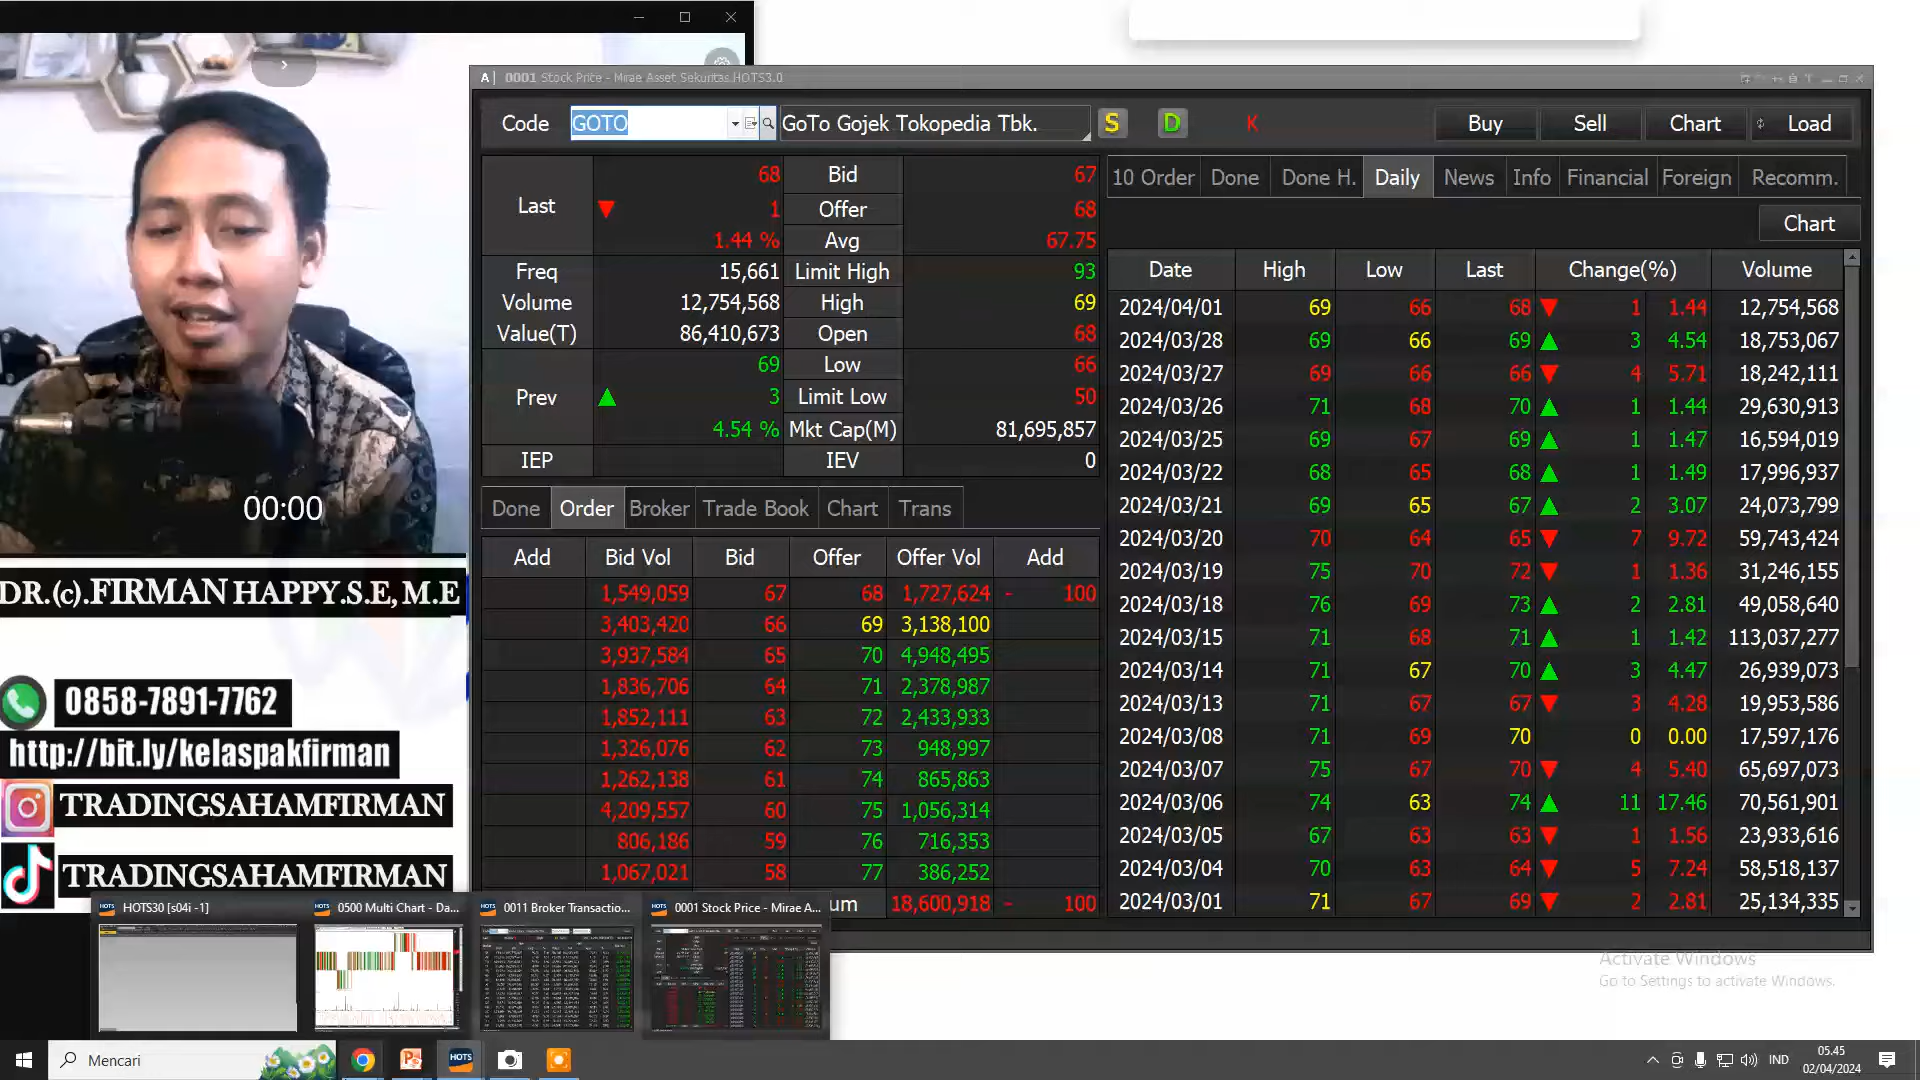 A| 0001 Stock Price - Mirae Asset Sekuritas HOTS3.0
Code GOTO GoTo Gojek Tokopedia Tbk. S D K Buy Sell Chart Load
Last 68 Bid 67
1 Offer 68
1.44 % Avg 67.75
Freq 15,661 Limit High 93
Volume 12,754,568 High 69
Value(T) 86,410,673 Open 68
Prev 69 Low 66
3 Limit Low 50
4.54 % Mkt Cap(M) 81,695,857
IEP IEV 0
Done Order Broker Trade Book Chart Trans
Add Bid Vol Bid Offer Offer Vol Add
1,549,059 67 68 1,727,624 - 100
3,403,420 66 69 3,138,100
3,937,584 65 70 4,948,495
1,836,706 64 71 2,378,987
1,852,111 63 72 2,433,933
1,326,076 62 73 948,997
1,262,138 61 74 865,863
4,209,557 60 75 1,056,314
806,186 59 76 716,353
1,067,021 58 77 386,252
um 18,600,918 - 100
10 Order Done Done H. Daily News Info Financial Foreign Recomm.
Chart
Date High Low Last Change(%) Volume
2024/04/01 69 66 68 1 1.44 12,754,568
2024/03/28 69 66 69 3 4.54 18,753,067
2024/03/27 69 66 66 4 5.71 18,242,111
2024/03/26 71 68 70 1 1.44 29,630,913
2024/03/25 69 67 69 1 1.47 16,594,019
2024/03/22 68 65 68 1 1.49 17,996,937
2024/03/21 69 65 67 2 3.07 24,073,799
2024/03/20 70 64 65 7 9.72 59,743,424
2024/03/19 75 70 72 1 1.36 31,246,155
2024/03/18 76 69 73 2 2.81 49,058,640
2024/03/15 71 68 71 1 1.42 113,037,277
2024/03/14 71 67 70 3 4.47 26,939,073
2024/03/13 71 67 67 3 4.28 19,953,586
2024/03/08 71 69 70 0 0.00 17,597,176
2024/03/07 75 67 70 4 5.40 65,697,073
2024/03/06 74 63 74 11 17.46 70,561,901
2024/03/05 67 63 63 1 1.56 23,933,616
2024/03/04 70 63 64 5 7.24 58,518,137
2024/03/01 71 67 69 2 2.81 25,134,335
00:00
DR.(c).FIRMAN HAPPY.S.E, M.E
0858-7891-7762
http://bit.ly/kelaspakfirman
TRADINGSAHAMFIRMAN
TRADINGSAHAMFIRMAN
HOTS HOTS30 [s04i -1]
HOTS 0500 Multi Chart - Da...
HOTS 0011 Broker Transactio...
HOTS 0001 Stock Price - Mirae A...
Activate Windows
Go to Settings to activate Windows.
Mencari
HOTS
IND
05.45
02/04/2024